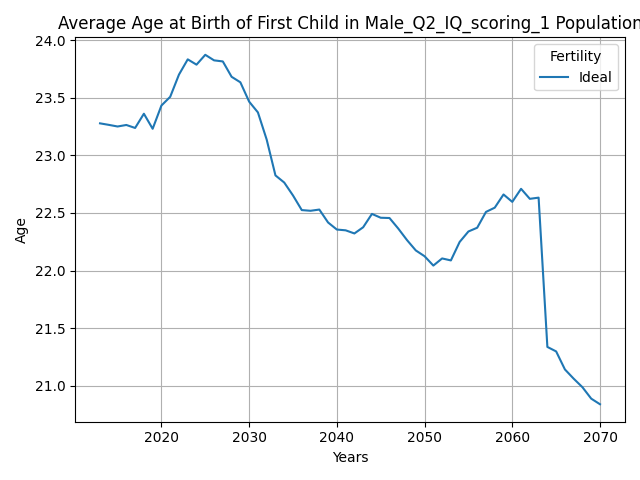 Average Age at Birth of First Child in Male_Q2_IQ_scoring_1 Population
Fertility
Ideal
24.0
23.5
23.0
22.5
22.0
21.5
21.0
Age
2020 2030 2040 2050 2060 2070
Years